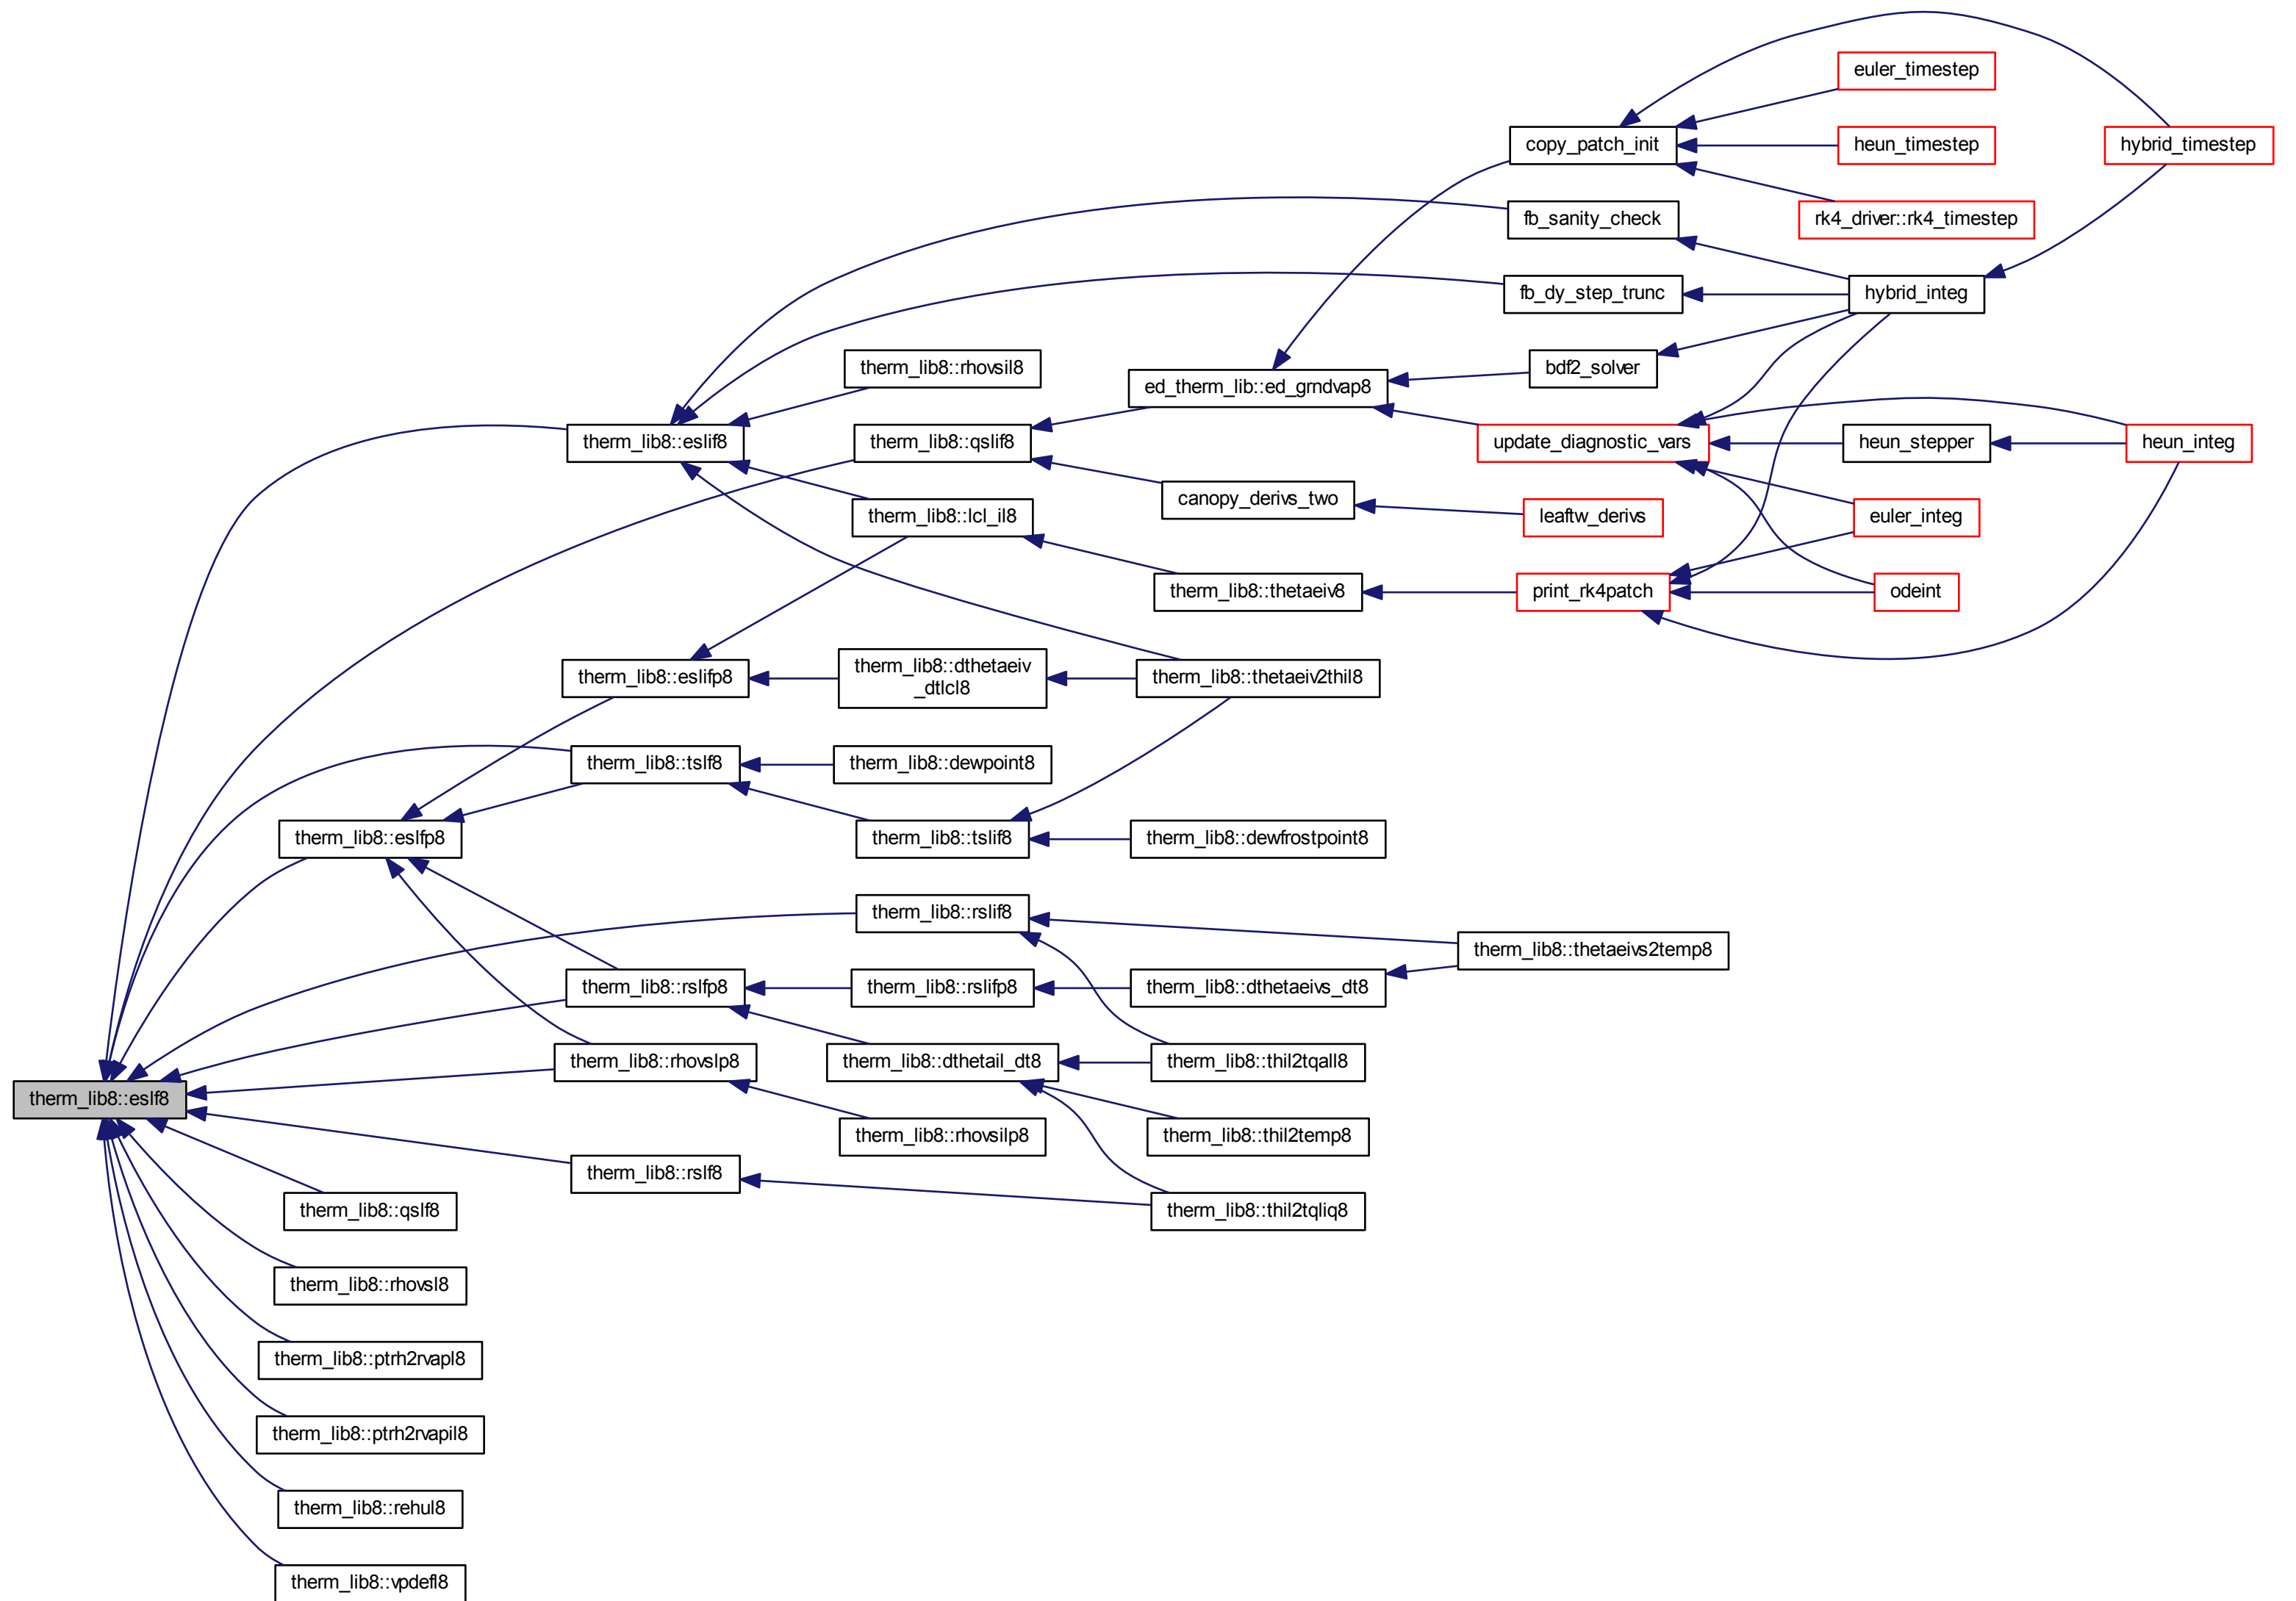 euler_timestep
copy_patch_init
heun_timestep
hybrid_timestep
fb_sanity_check
rk4_driver::rk4_timestep
fb_dy_step_trunc
hybrid_integ
therm_lib8::rhovsil8
bdf2_solver
ed_therm_lib::ed_grndvap8
therm_lib8::eslif8
therm_lib8::qslif8
update_diagnostic_vars
heun_stepper
heun_integ
canopy_derivs_two
therm_lib8::lcl_il8
leaftw_derivs
euler_integ
therm_lib8::thetaeiv8
print_rk4patch
odeint
therm_lib8::eslifp8
therm_lib8::dthetaeiv
_dtlcl8
therm_lib8::thetaeiv2thil8
therm_lib8::tslf8
therm_lib8::dewpoint8
therm_lib8::eslfp8
therm_lib8::tslif8
therm_lib8::dewfrostpoint8
therm_lib8::rslif8
therm_lib8::thetaeivs2temp8
therm_lib8::rslfp8
therm_lib8::rslifp8
therm_lib8::dthetaeivs_dt8
therm_lib8::rhovslp8
therm_lib8::dthetail_dt8
therm_lib8::thil2tqall8
therm_lib8::eslf8
therm_lib8::rhovsilp8
therm_lib8::thil2temp8
therm_lib8::rslf8
therm_lib8::qslf8
therm_lib8::thil2tqliq8
therm_lib8::rhovsl8
therm_lib8::ptrh2rvapl8
therm_lib8::ptrh2rvapil8
therm_lib8::rehul8
therm_lib8::vpdefl8